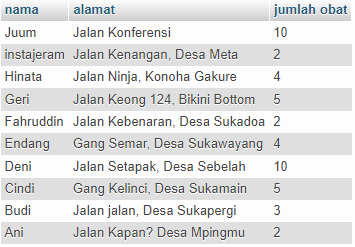 nama alamat jumlah obat
Juum Jalan Konferensi 10
instajeram Jalan Kenangan, Desa Meta 2
Hinata Jalan Ninja, Konoha Gakure 4
Geri Jalan Keong 124, Bikini Bottom 5
Fahruddin Jalan Kebenaran, Desa Sukadoa 2
Endang Gang Semar, Desa Sukawayang 4
Deni Jalan Setapak, Desa Sebelah 10
Cindi Gang Kelinci, Desa Sukamain 5
Budi Jalan jalan, Desa Sukapergi 3
Ani Jalan Kapan? Desa Mpingmu 2